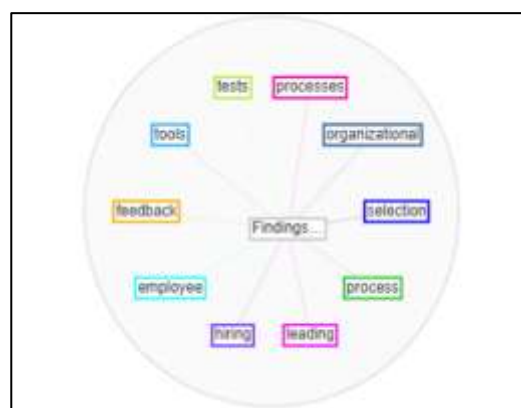 tests
processes
tools
organizational
feedback
selection
Findings...
employee
process
hiring
leading